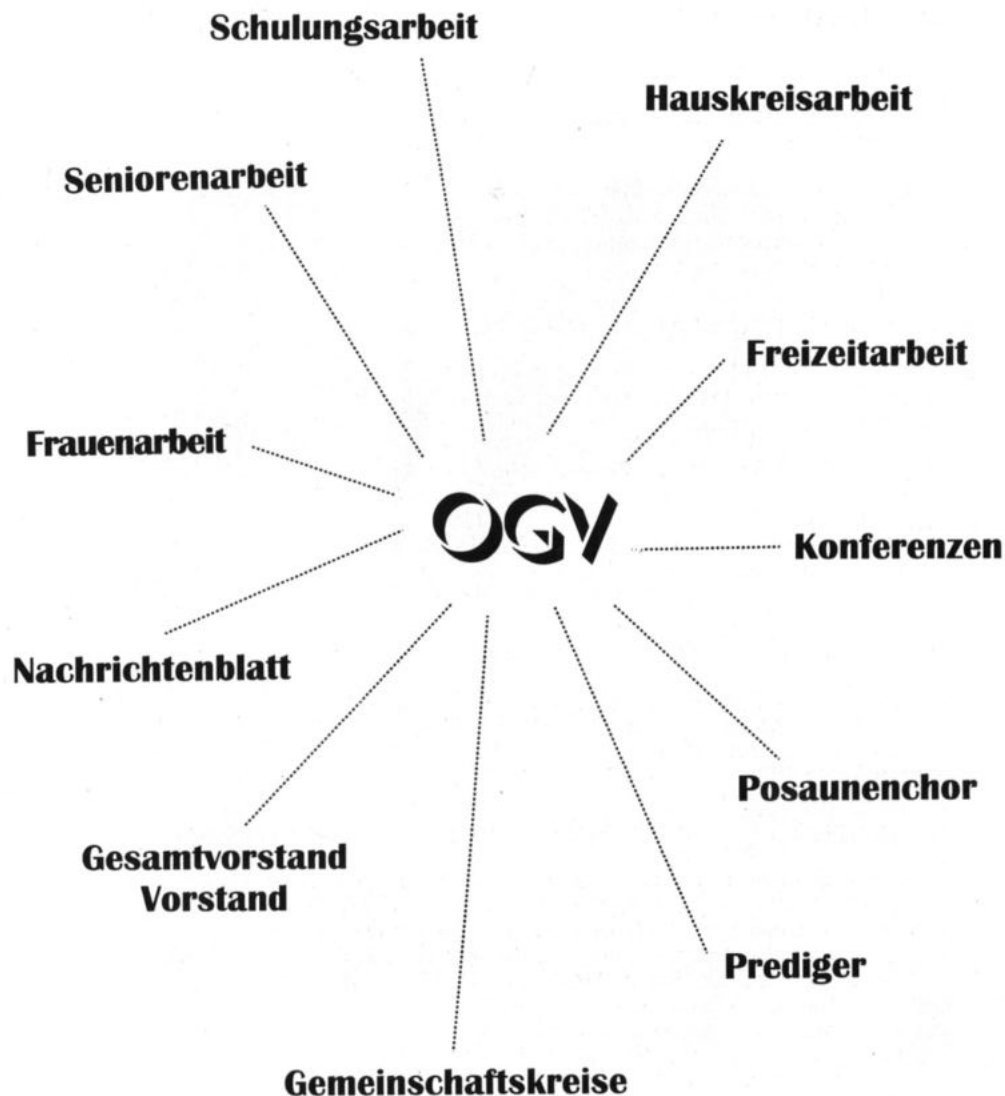 Schulungsarbeit
Hauskreisarbeit
Seniorenarbeit
Freizeitarbeit
Frauenarbeit
OGV
Konferenzen
Nachrichtenblatt
Posaunenchor
Gesamtvorstand
Vorstand
Prediger
Gemeinschaftskreise